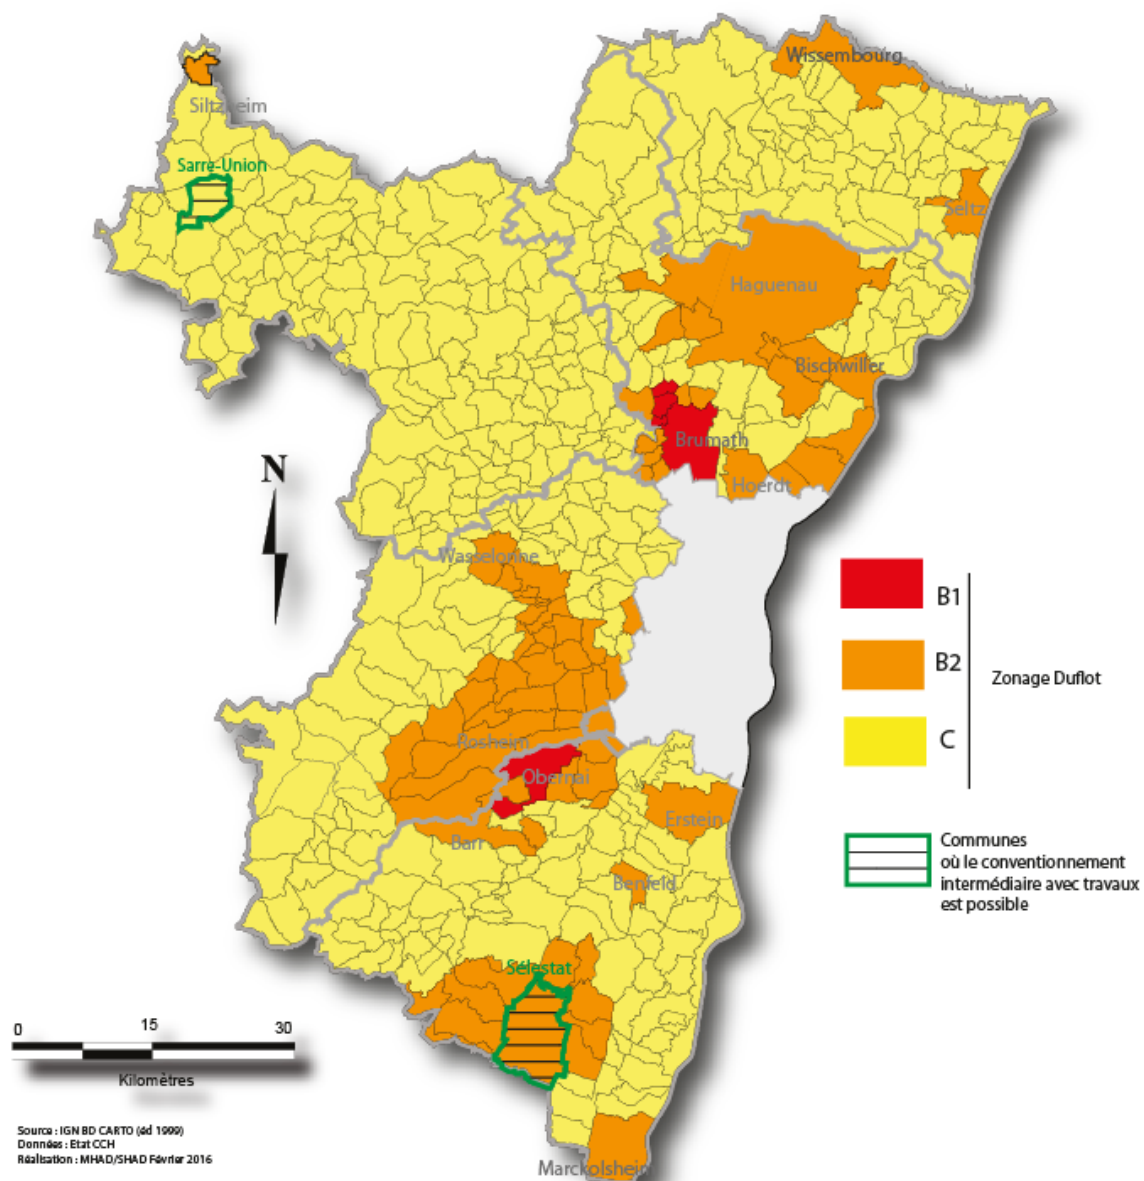 Wissembourg
Siltzheim
Sarre-Union
Seltz
Haguenau
Bischwiller
Brumath
Hoerdt
N
Wasselonne
B1
B2
Zonage Duflot
C
Rosheim
Obernai
Erstein
Barr
Benfeld
Communes
où le conventionnement
intermédiaire avec travaux
est possible
Sélestat
0 15 30
Kilomètres
Source : IGN BD CARTO (éd 1999)
Données : Etat CCH
Réalisation : MHAD/SHAD Février 2016
Marckolsheim